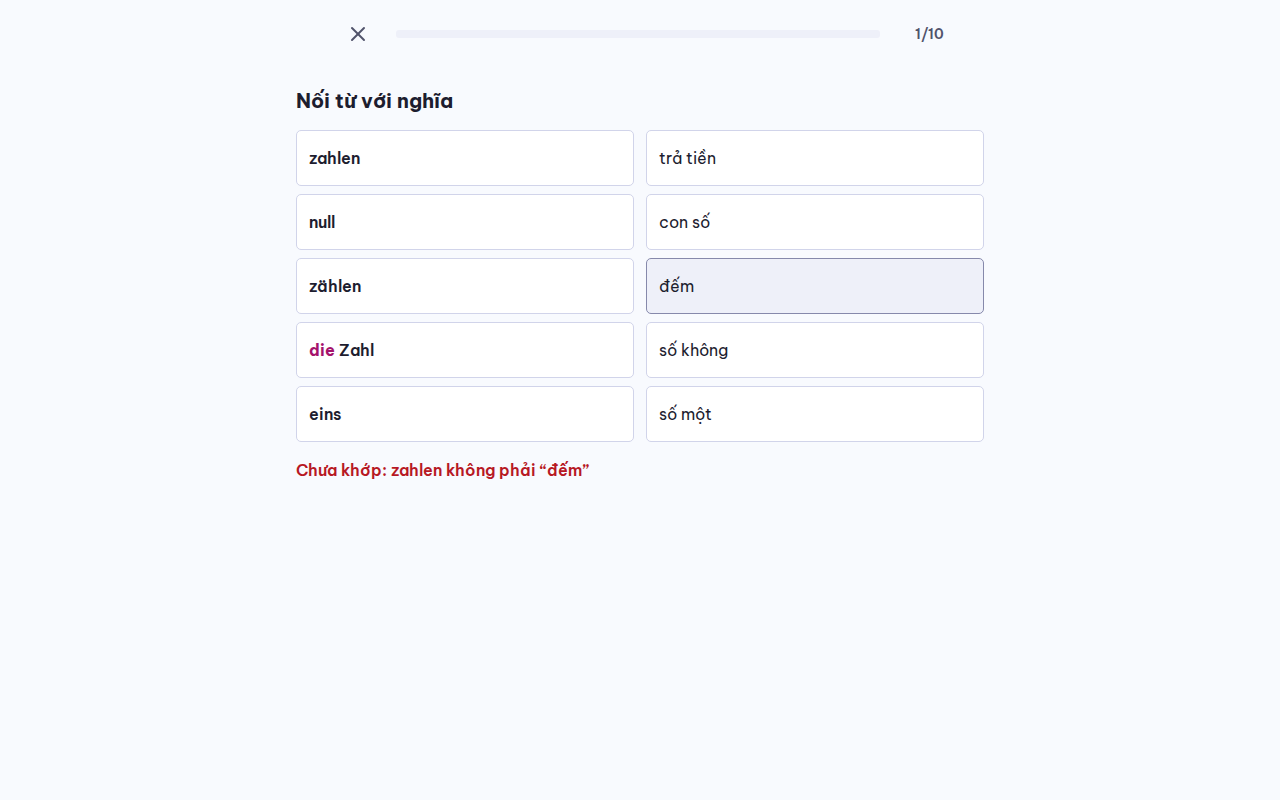 1/10
Nối từ với nghĩa
zahlen
trả tiền
null
con số
zählen
đếm
die Zahl
số không
eins
số một
Chưa khớp: zahlen không phải “đếm”